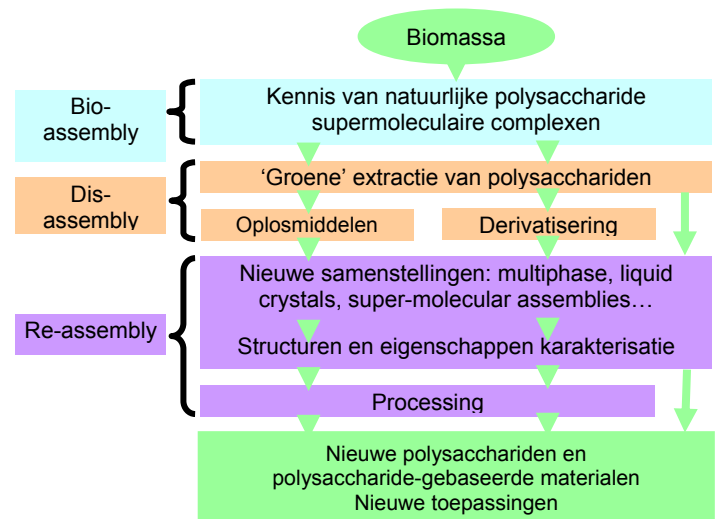 Biomassa
Bio-
assembly
Kennis van natuurlijke polysaccharide
supermoleculaire complexen
Dis-
assembly
‘Groene’ extractie van polysacchariden
Oplosmiddelen
Derivatisering
Re-assembly
Nieuwe samenstellingen: multiphase, liquid
crystals, super-molecular assemblies…
Structuren en eigenschappen karakterisatie
Processing
Nieuwe polysacchariden en
polysaccharide-gebaseerde materialen
Nieuwe toepassingen